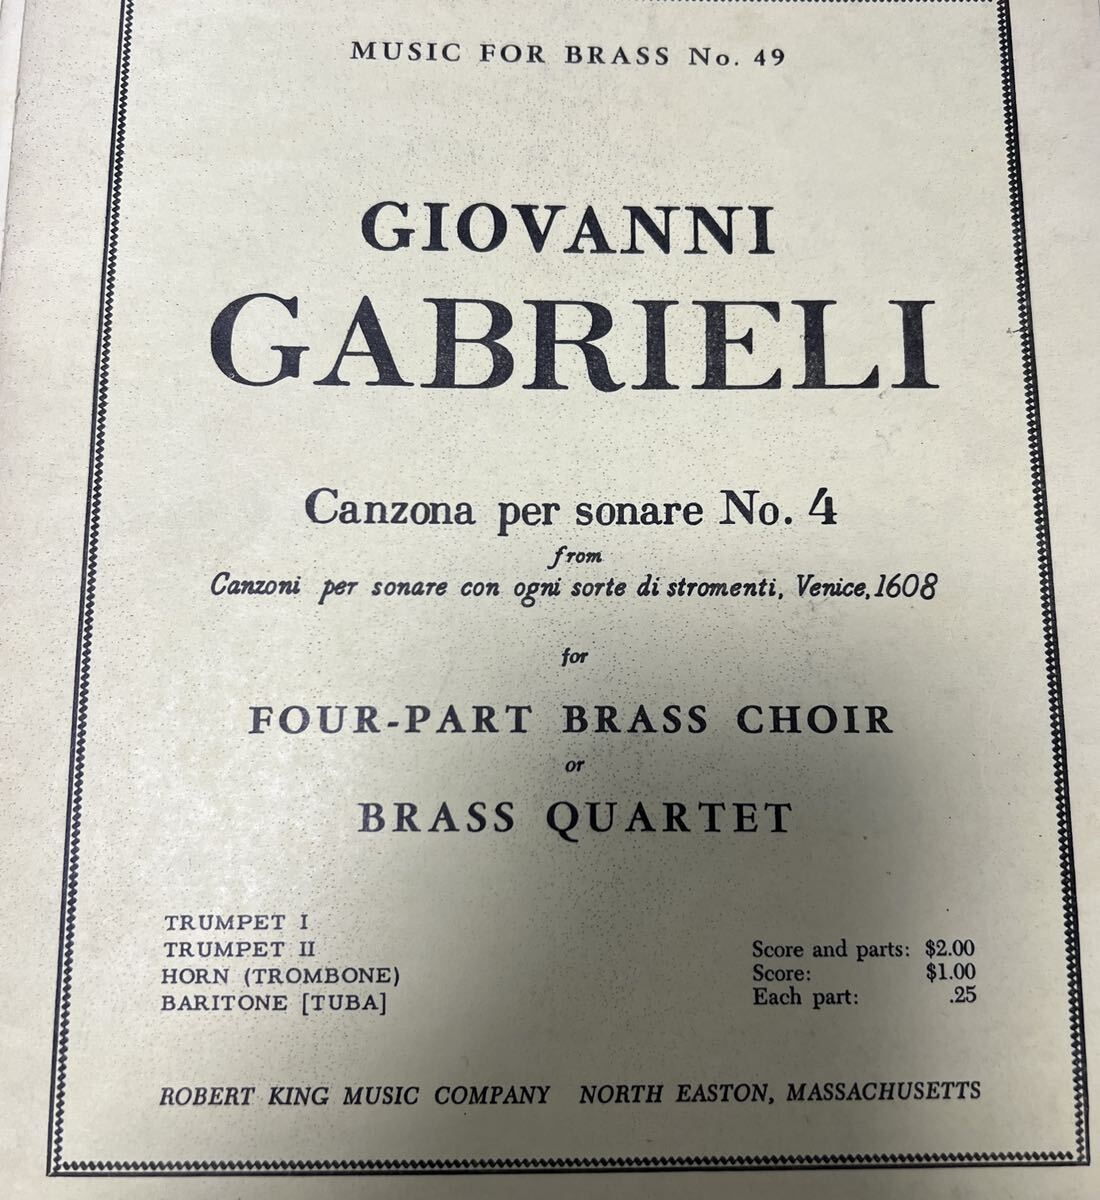 MUSIC FOR BRASS No. 49
GIOVANNI
GABRIELI
Canzona per sonare No. 4
from
Canzoni per sonare con ogni sorte di stromenti, Venice, 1608
for
FOUR-PART BRASS CHOIR
or
BRASS QUARTET
TRUMPET I
TRUMPET II
HORN (TROMBONE)
BARITONE [TUBA]
Score and parts: $2.00
Score: $1.00
Each part: .25
ROBERT KING MUSIC COMPANY NORTH EASTON, MASSACHUSETTS